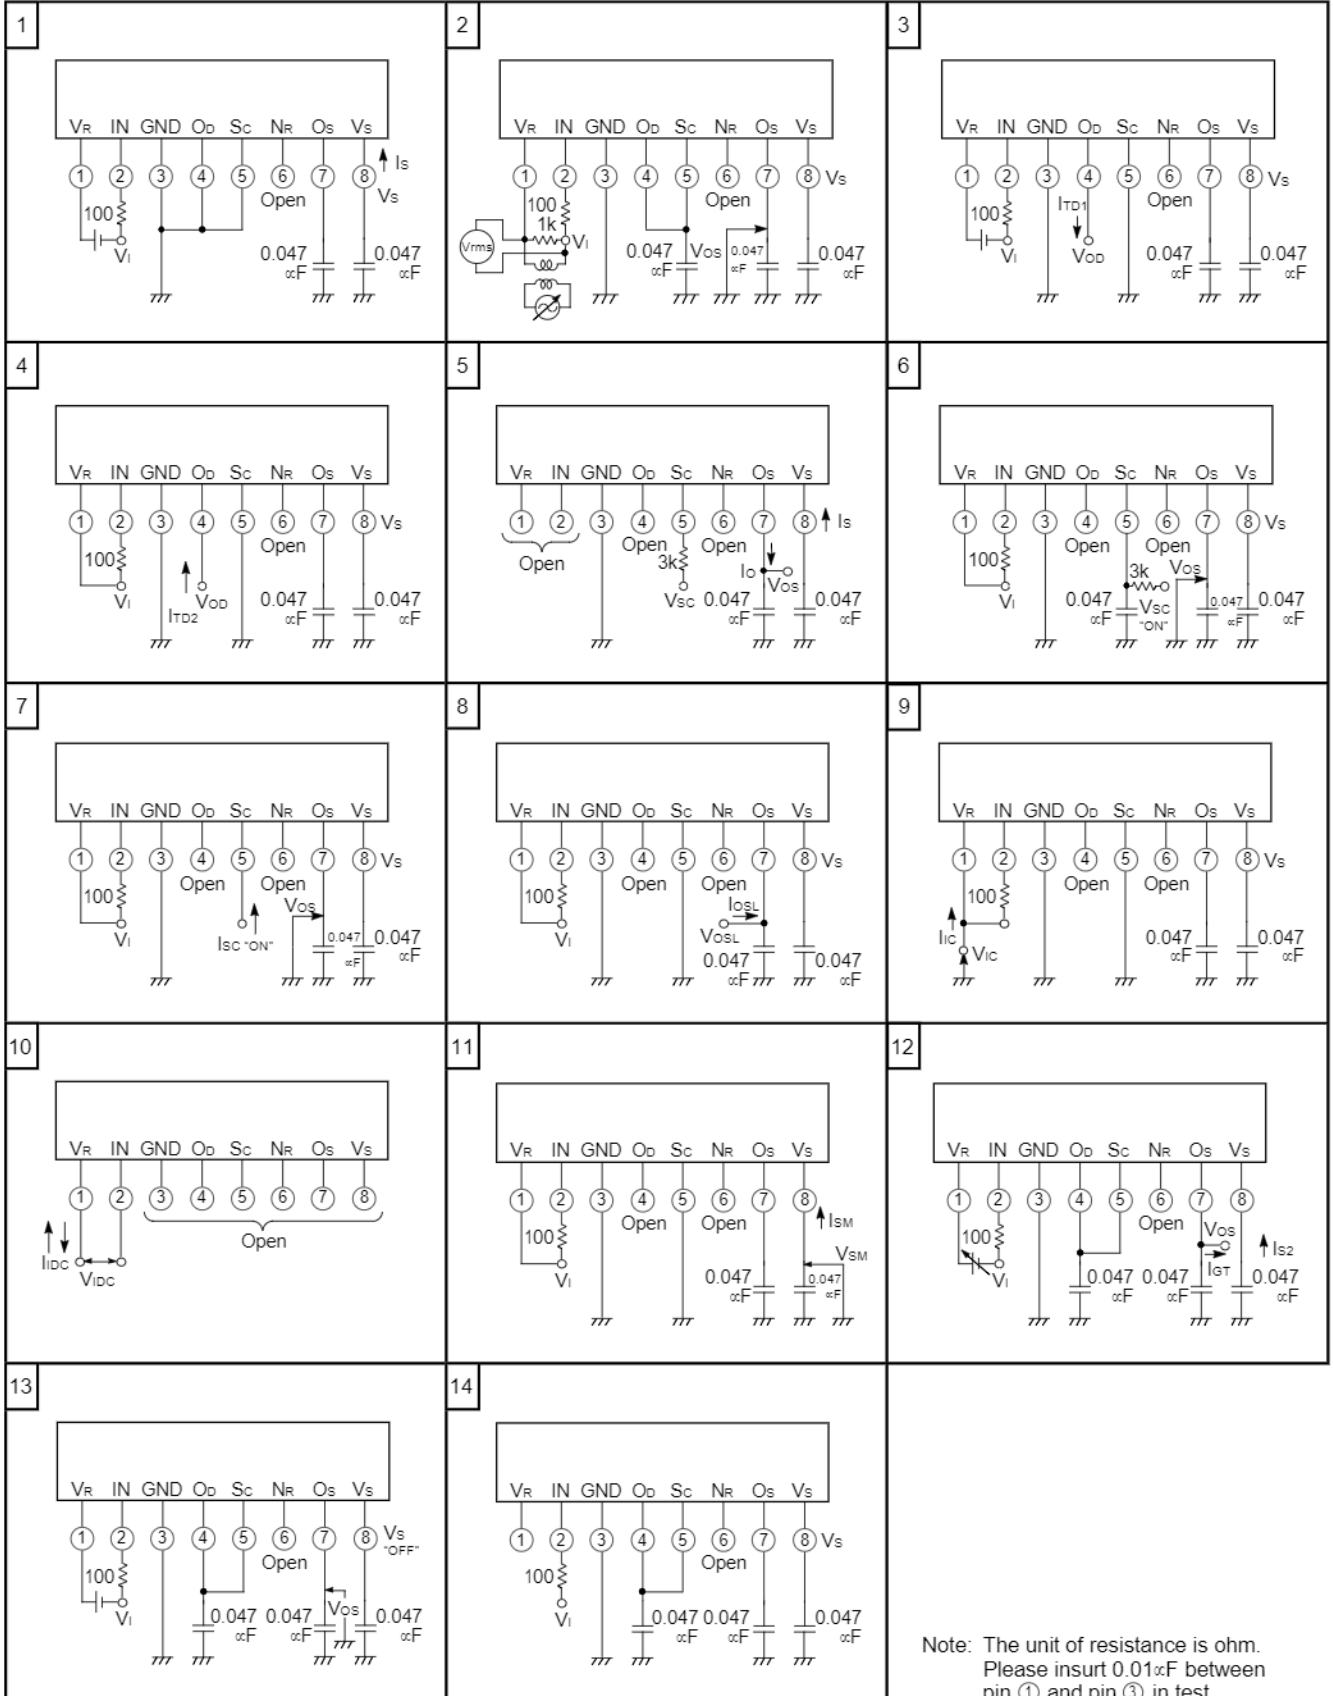 1
VR IN GND OD SC NR OS VS
1 2 3 4 5 6 7 8
IS
VS
Open
100
VI
0.047
∝F
0.047
∝F
2
VR IN GND OD SC NR OS VS
1 2 3 4 5 6 7 8 VS
Open
100
1k
VI
Vrms
0.047
∝F
VOS
0.047
∝F
0.047
∝F
3
VR IN GND OD SC NR OS VS
1 2 3 4 5 6 7 8 VS
Open
100
VI
ITD1
VOD
0.047
∝F
0.047
∝F
4
VR IN GND OD SC NR OS VS
1 2 3 4 5 6 7 8 VS
Open
100
VI
ITD2
VOD
0.047
∝F
0.047
∝F
5
VR IN GND OD SC NR OS VS
1 2 3 4 5 6 7 8 IS
Open
Open
Open
3k
VSC
IO
VOS
0.047
∝F
0.047
∝F
6
VR IN GND OD SC NR OS VS
1 2 3 4 5 6 7 8 VS
Open
Open
100
VI
3k
VOS
0.047
∝F
VSC
"ON"
0.047
∝F
0.047
∝F
7
VR IN GND OD SC NR OS VS
1 2 3 4 5 6 7 8 VS
Open
Open
100
VI
VOS
ISC "ON"
0.047
∝F
0.047
∝F
8
VR IN GND OD SC NR OS VS
1 2 3 4 5 6 7 8 VS
Open
Open
100
VI
IOSL
VOSL
0.047
∝F
0.047
∝F
9
VR IN GND OD SC NR OS VS
1 2 3 4 5 6 7 8 VS
Open
Open
100
IIC
VIC
0.047
∝F
0.047
∝F
10
VR IN GND OD SC NR OS VS
1 2 3 4 5 6 7 8
Open
IIDC
VIDC
11
VR IN GND OD SC NR OS VS
1 2 3 4 5 6 7 8
Open
Open
ISM
100
VI
VSM
0.047
∝F
0.047
∝F
12
VR IN GND OD SC NR OS VS
1 2 3 4 5 6 7 8
Open
100
VI
VOS
IGT
IS2
0.047
∝F
0.047
∝F
0.047
∝F
13
VR IN GND OD SC NR OS VS
1 2 3 4 5 6 7 8 VS
"OFF"
Open
100
VI
VOS
0.047
∝F
0.047
∝F
0.047
∝F
14
VR IN GND OD SC NR OS VS
1 2 3 4 5 6 7 8 VS
Open
100
VI
0.047
∝F
0.047
∝F
0.047
∝F
Note: The unit of resistance is ohm.
Please insurt 0.01∝F between
pin ① and pin ③ in test